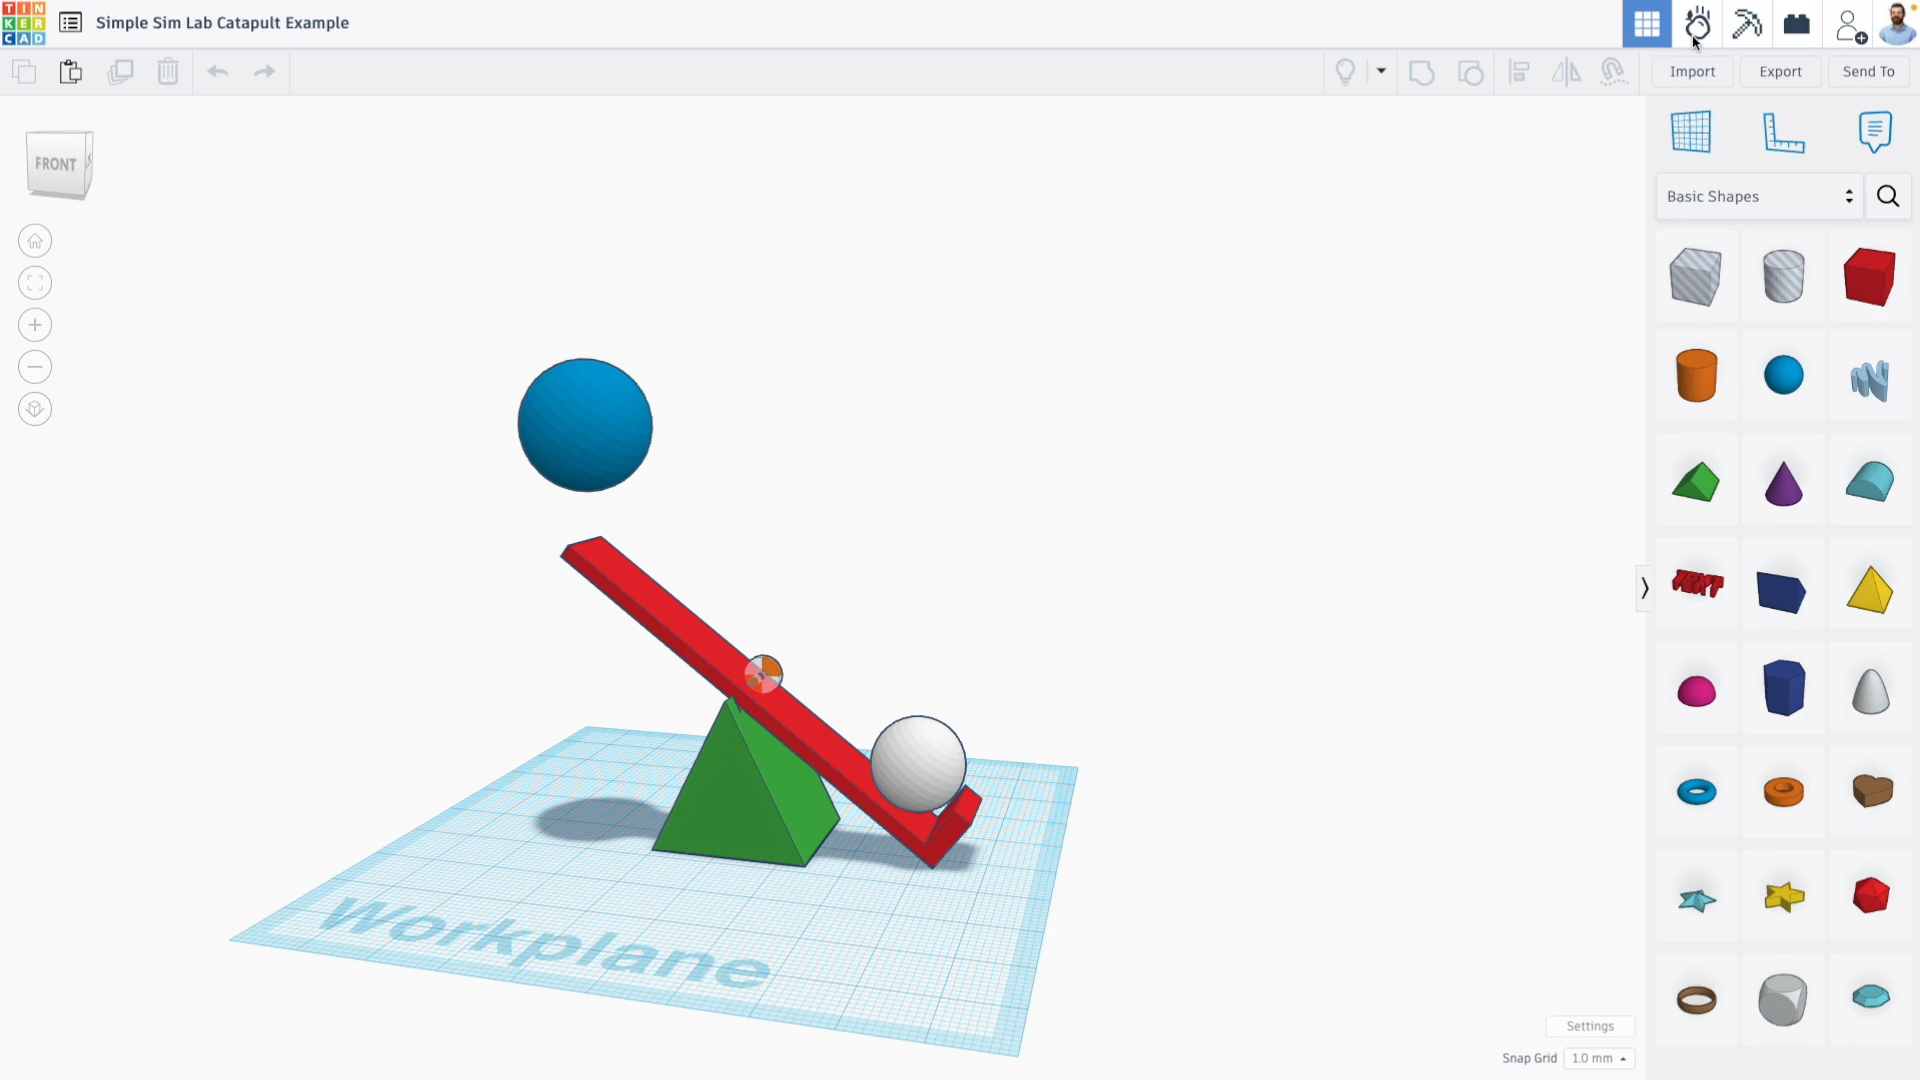 TIN
KER
CAD
Simple Sim Lab Catapult Example
Import
Export
Send To
FRONT
Basic Shapes
TEXT
Workplane
Settings
Snap Grid
1.0 mm